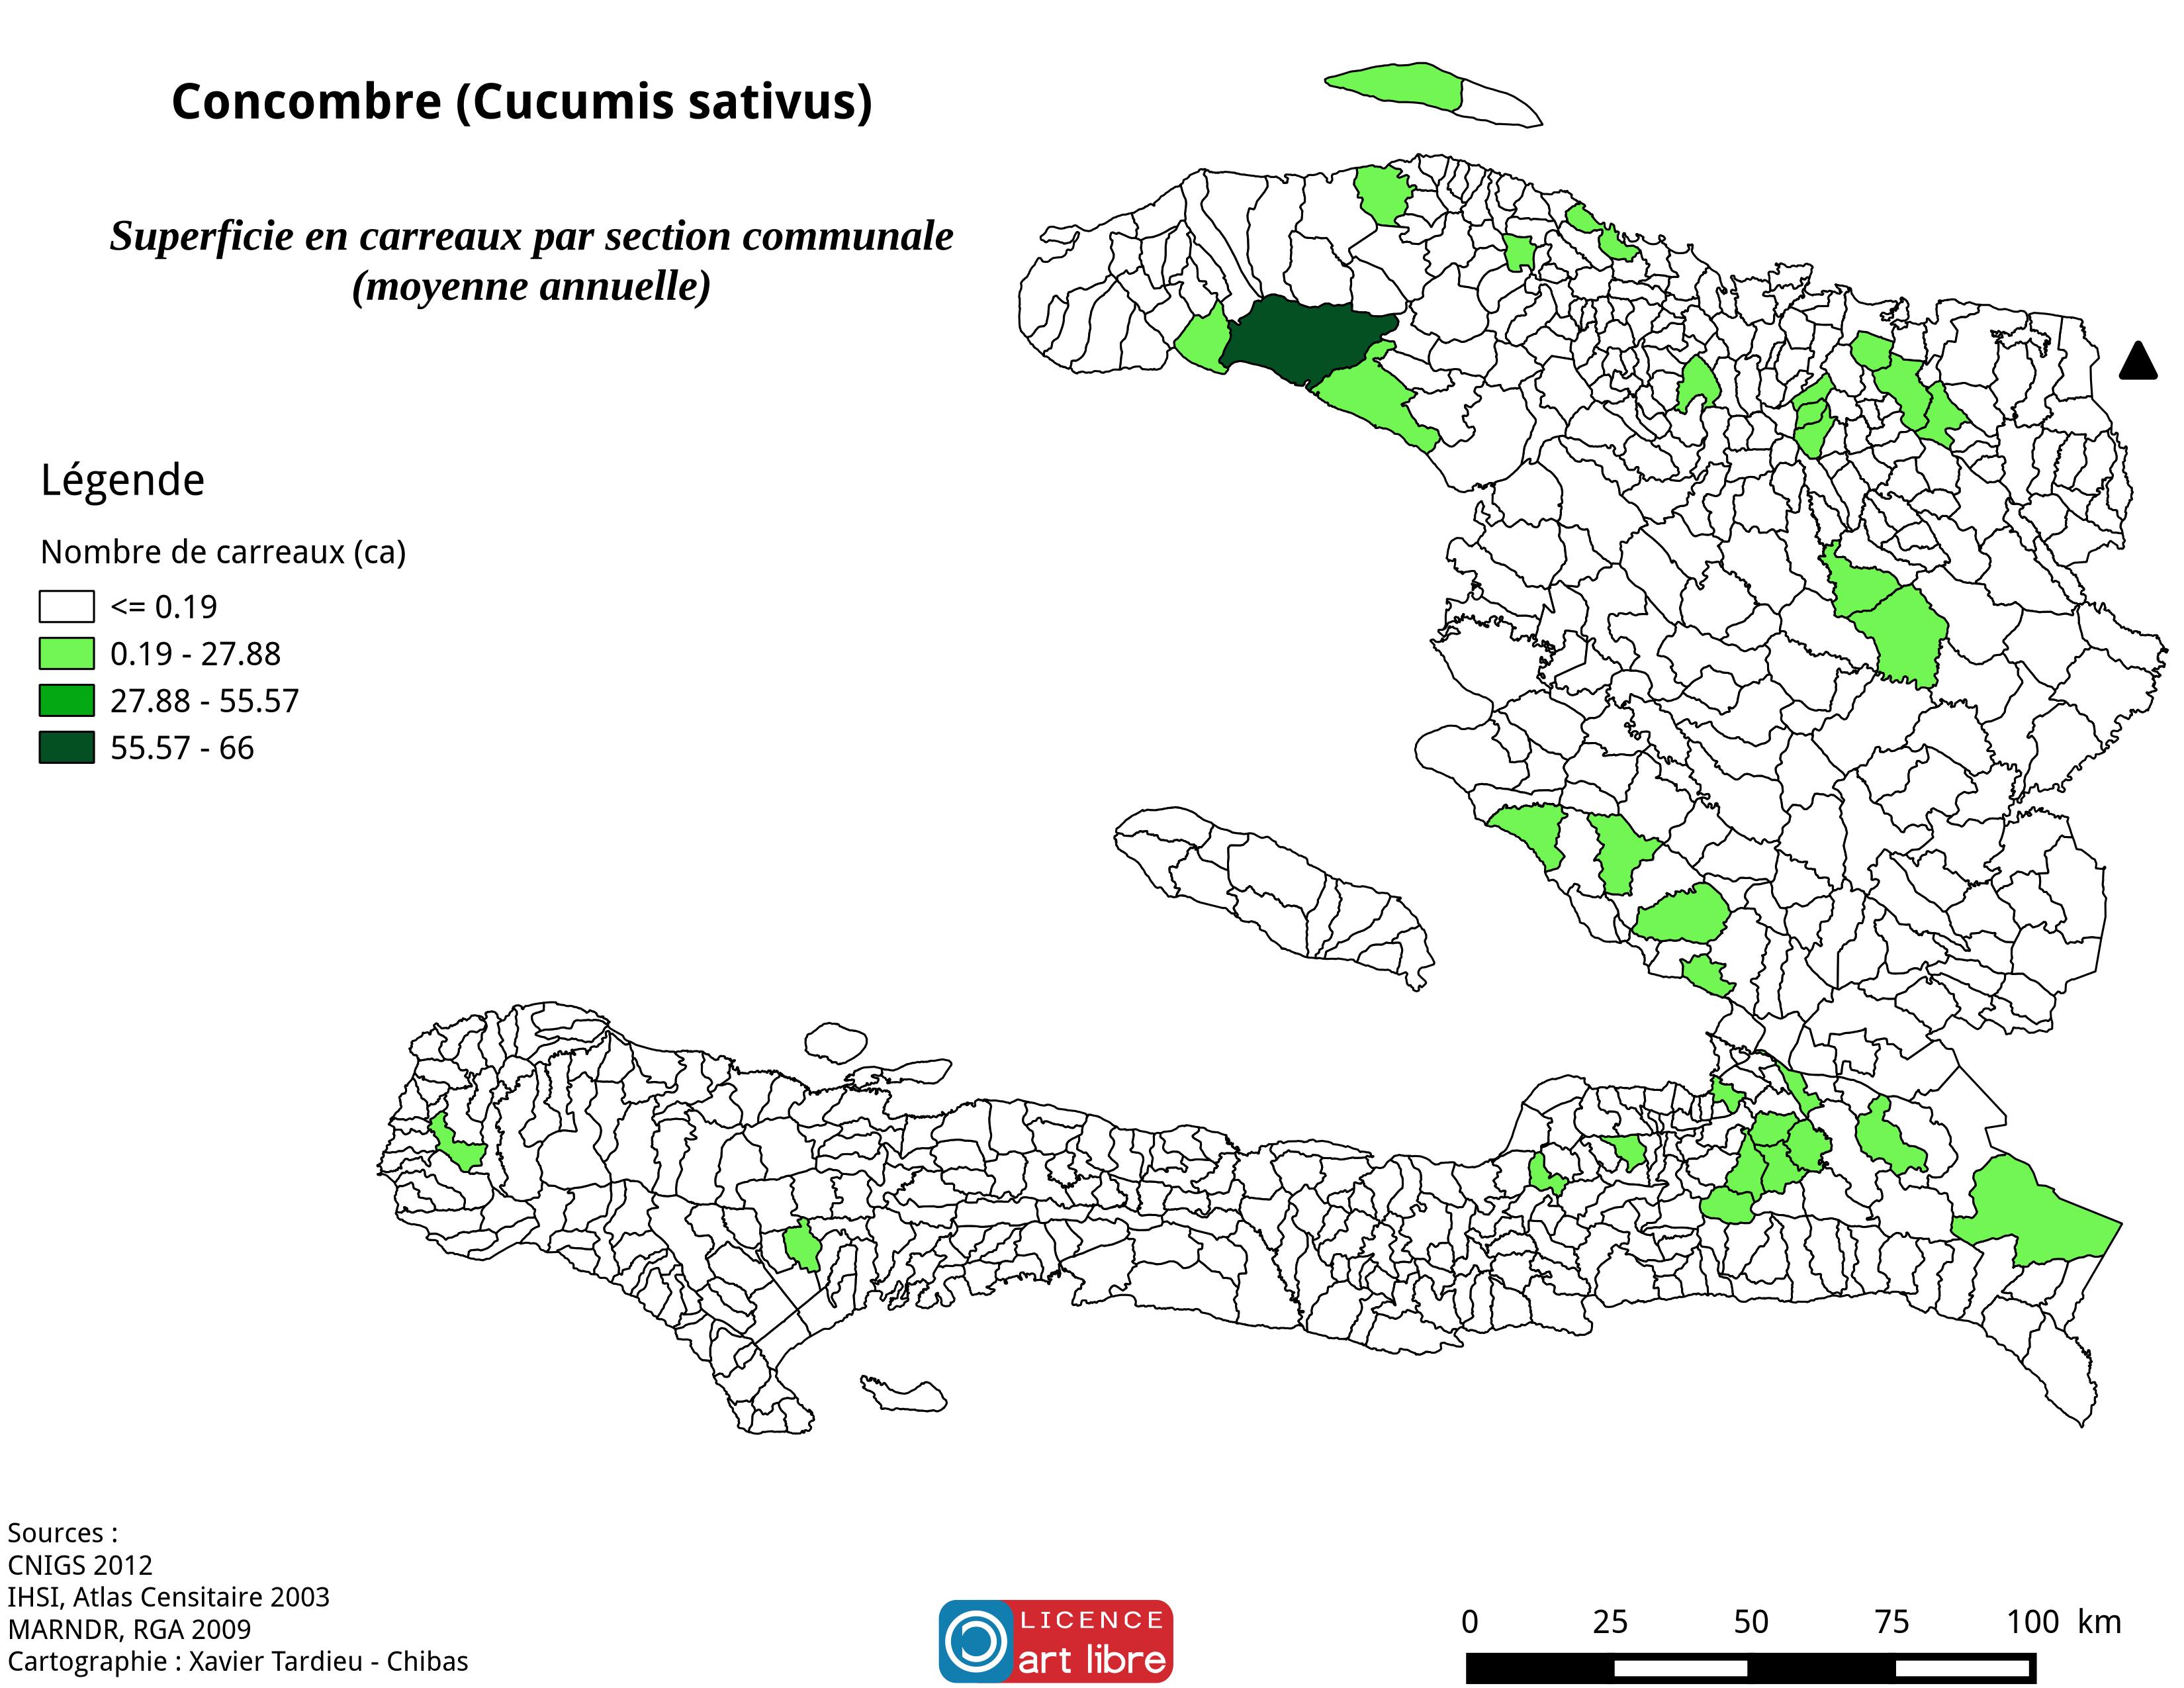 Concombre (Cucumis sativus)
Superficie en carreaux par section communale
(moyenne annuelle)
Légende
Nombre de carreaux (ca)
<= 0.19
0.19 - 27.88
27.88 - 55.57
55.57 - 66
Sources :
CNIGS 2012
IHSI, Atlas Censitaire 2003
MARNDR, RGA 2009
Cartographie : Xavier Tardieu - Chibas
LICENCE
art libre
0 25 50 75 100 km